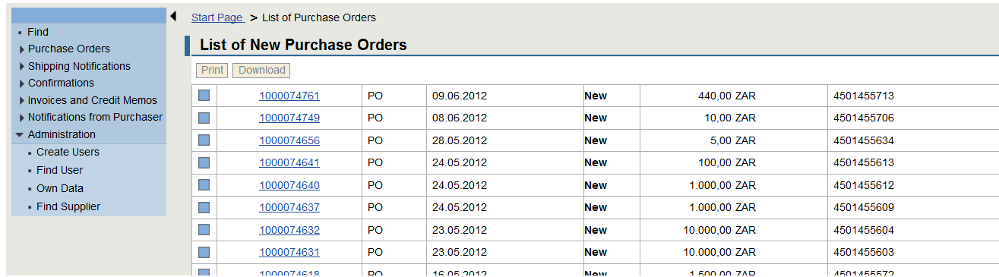 Start Page > List of Purchase Orders
Find
Purchase Orders
Shipping Notifications
Confirmations
Invoices and Credit Memos
Notifications from Purchaser
Administration
Create Users
Find User
Own Data
Find Supplier
List of New Purchase Orders
Print Download
1000074761 PO 09.06.2012 New 440,00 ZAR 4501455713
1000074749 PO 08.06.2012 New 10,00 ZAR 4501455706
1000074656 PO 28.05.2012 New 5,00 ZAR 4501455634
1000074641 PO 24.05.2012 New 100,00 ZAR 4501455613
1000074640 PO 24.05.2012 New 1.000,00 ZAR 4501455612
1000074637 PO 24.05.2012 New 1.000,00 ZAR 4501455609
1000074632 PO 23.05.2012 New 10.000,00 ZAR 4501455604
1000074631 PO 23.05.2012 New 10.000,00 ZAR 4501455603
1000074618 PO 16.05.2012 New 1.500,00 ZAR 4501455572